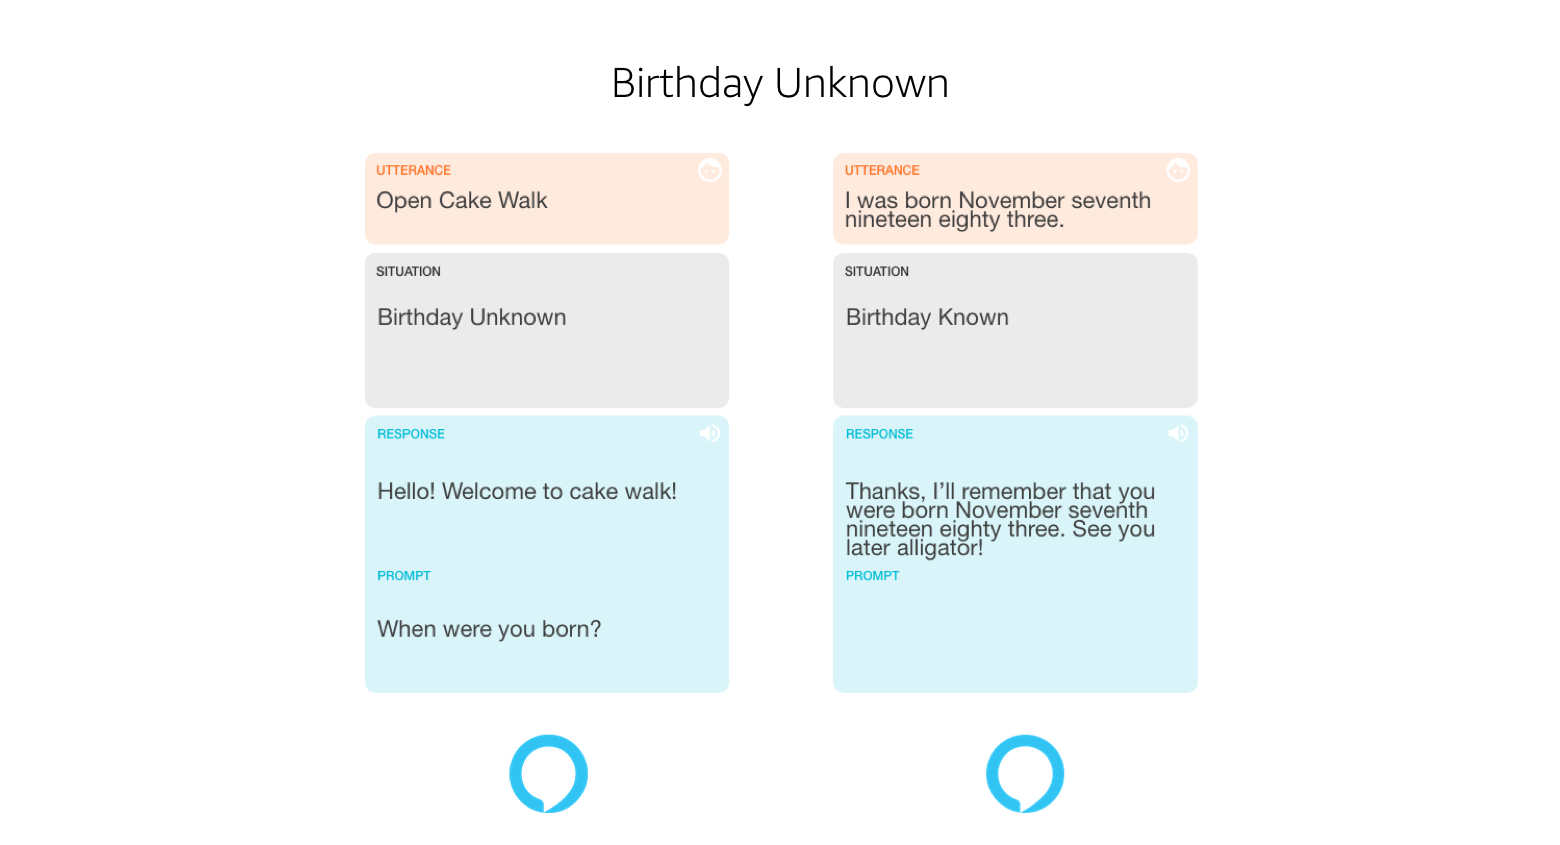 Birthday Unknown
UTTERANCE
Open Cake Walk
SITUATION
Birthday Unknown
RESPONSE
Hello! Welcome to cake walk!
PROMPT
When were you born?
UTTERANCE
I was born November seventh
nineteen eighty three.
SITUATION
Birthday Known
RESPONSE
Thanks, I’ll remember that you
were born November seventh
nineteen eighty three. See you
later alligator!
PROMPT